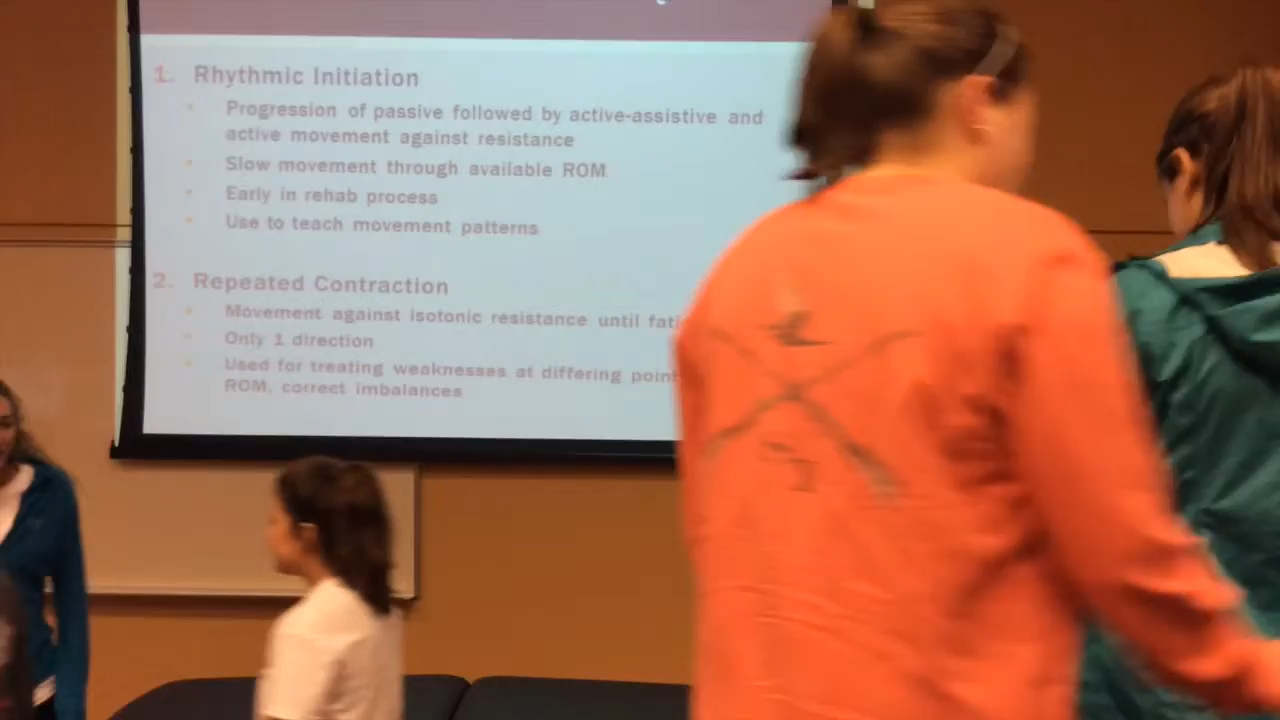 1. Rhythmic Initiation
• Progression of passive followed by active-assistive and
active movement against resistance
• Slow movement through available ROM
• Early in rehab process
• Use to teach movement patterns
2. Repeated Contraction
• Movement against isotonic resistance until
• Only 1 direction
• Used for treating weaknesses at differing
ROM, correct imbalances